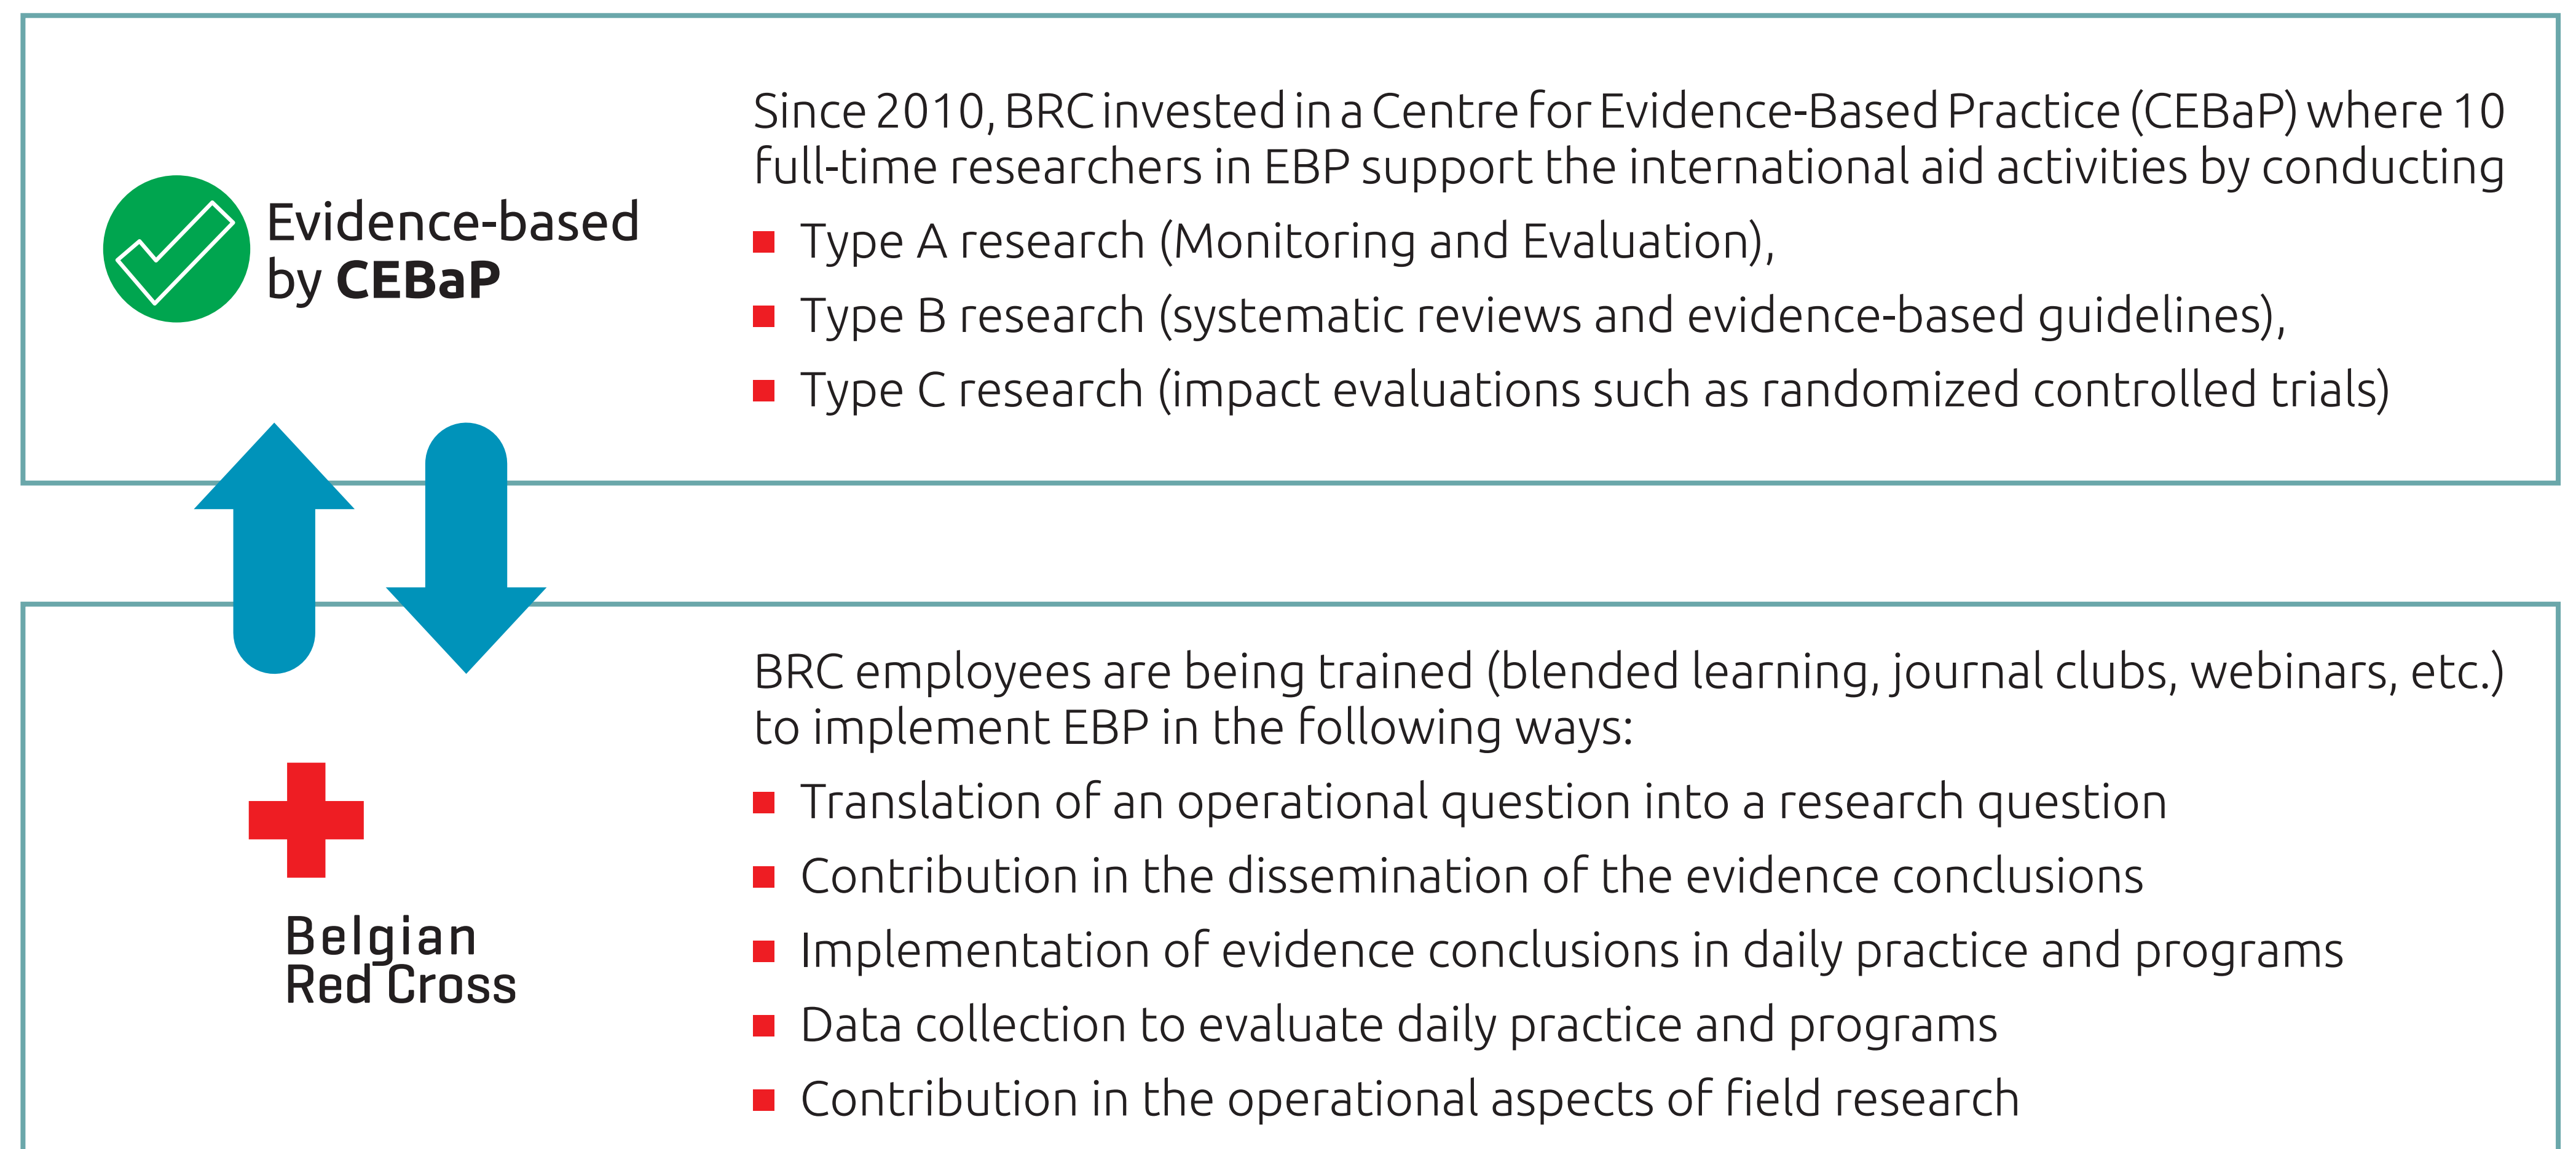 Evidence-based
by CEBaP
Since 2010, BRC invested in a Centre for Evidence-Based Practice (CEBaP) where 10
full-time researchers in EBP support the international aid activities by conducting
Type A research (Monitoring and Evaluation),
Type B research (systematic reviews and evidence-based guidelines),
Type C research (impact evaluations such as randomized controlled trials)
Belgian
Red Cross
BRC employees are being trained (blended learning, journal clubs, webinars, etc.)
to implement EBP in the following ways:
Translation of an operational question into a research question
Contribution in the dissemination of the evidence conclusions
Implementation of evidence conclusions in daily practice and programs
Data collection to evaluate daily practice and programs
Contribution in the operational aspects of field research